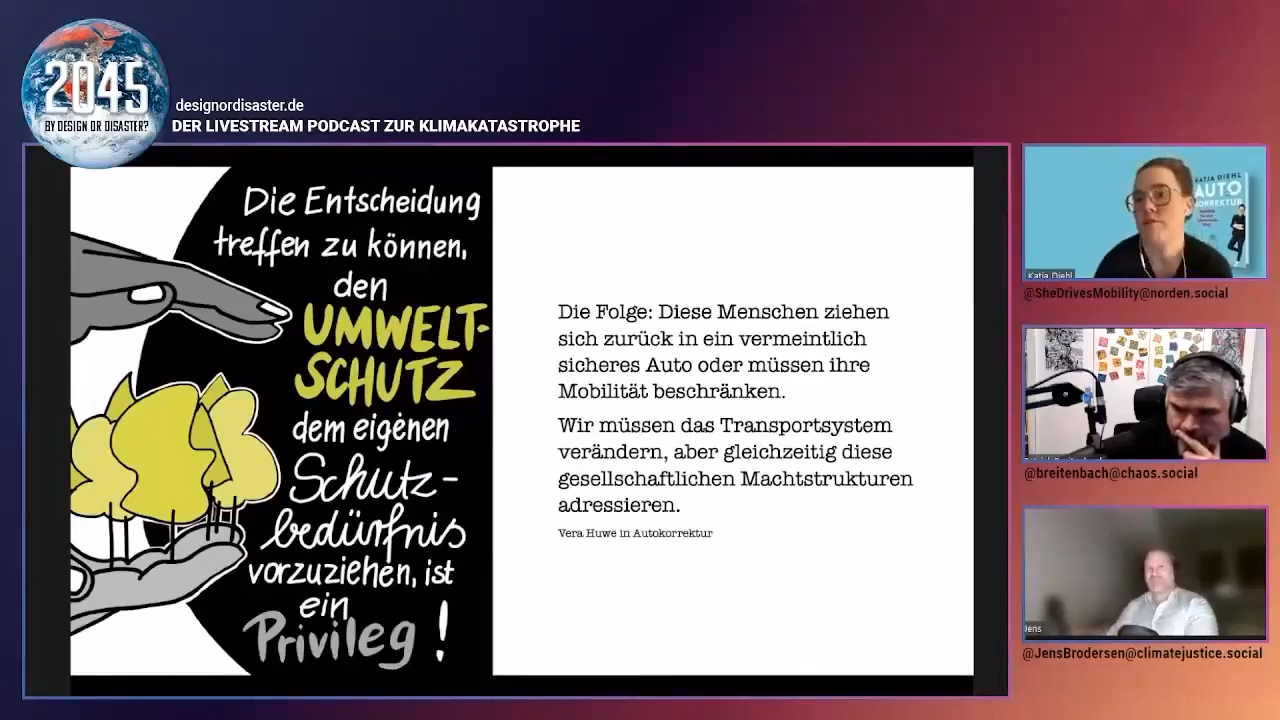 2045
BY DESIGN OR DISASTER?
designordisaster.de
DER LIVESTREAM PODCAST ZUR KLIMAKATASTROPHE
Die Entscheidung
treffen zu können,
den
UMWELT-
SCHUTZ
dem eigenen
Schutz-
bedürfnis
vorzuziehen, ist
ein
Privileg!
Die Folge: Diese Menschen ziehen
sich zurück in ein vermeintlich
sicheres Auto oder müssen ihre
Mobilität beschränken.
Wir müssen das Transportsystem
verändern, aber gleichzeitig diese
gesellschaftlichen Machtstrukturen
adressieren.
Vera Huwe in Autokorrektur
KATJA DIEHL
AUTO
KORREKTUR
Katja Diehl
@SheDrivesMobility@norden.social
@breitenbach@chaos.social
Jens
@JensBrodersen@climatejustice.social